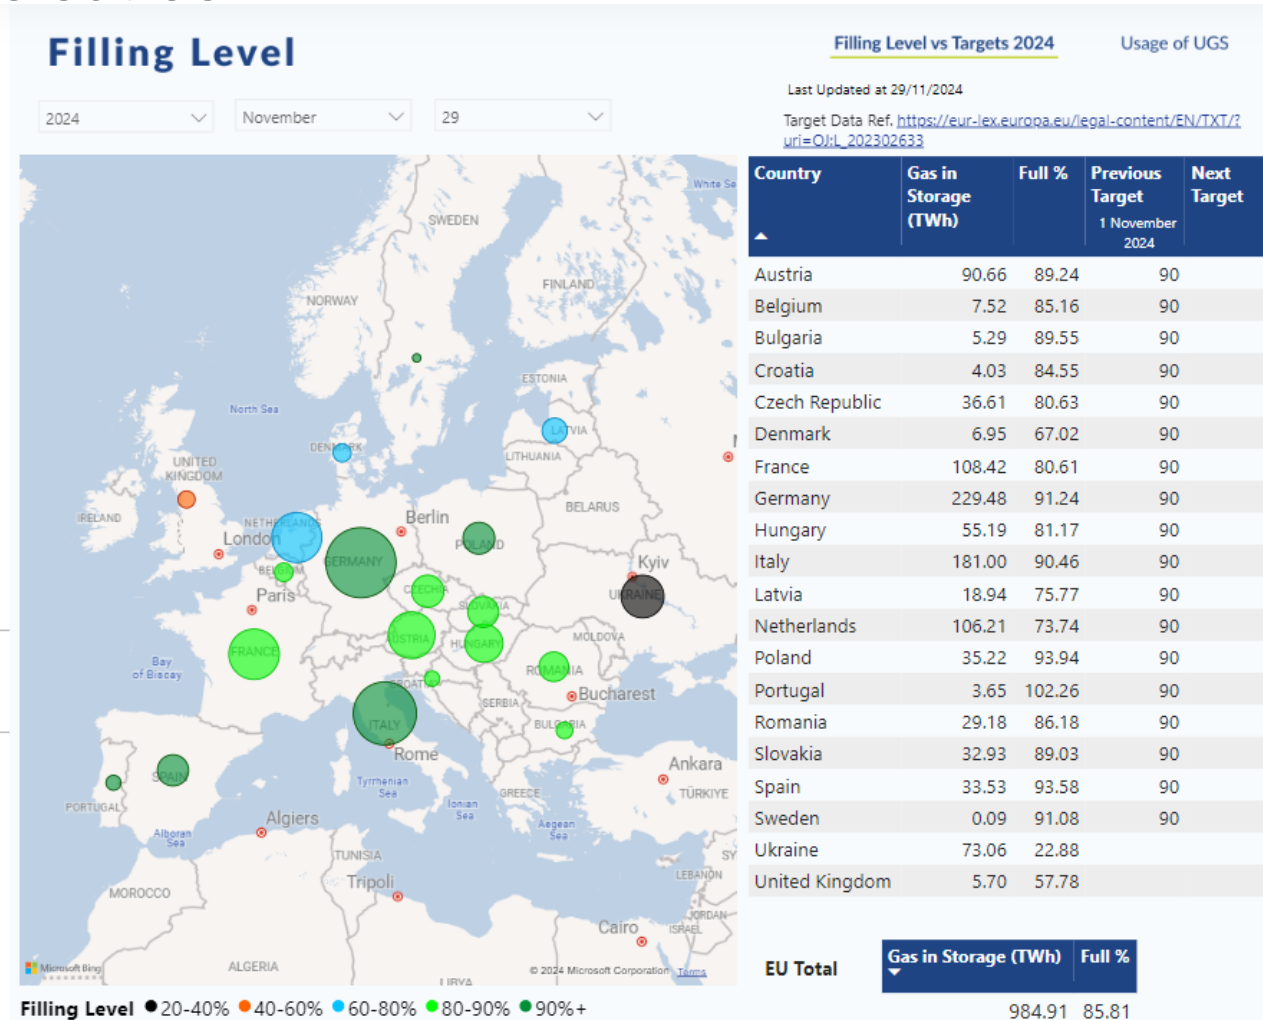 Filling Level
Filling Level vs Targets 2024
Usage of UGS
Last Updated at 29/11/2024
2024
November
29
Target Data Ref. https://eur-lex.europa.eu/legal-content/EN/TXT/?
uri=OJ:L_202302633
Country Gas in Storage (TWh) Full % Previous Target 1 November 2024 Next Target
Austria 90.66 89.24 90
Belgium 7.52 85.16 90
Bulgaria 5.29 89.55 90
Croatia 4.03 84.55 90
Czech Republic 36.61 80.63 90
Denmark 6.95 67.02 90
France 108.42 80.61 90
Germany 229.48 91.24 90
Hungary 55.19 81.17 90
Italy 181.00 90.46 90
Latvia 18.94 75.77 90
Netherlands 106.21 73.74 90
Poland 35.22 93.94 90
Portugal 3.65 102.26 90
Romania 29.18 86.18 90
Slovakia 32.93 89.03 90
Spain 33.53 93.58 90
Sweden 0.09 91.08 90
Ukraine 73.06 22.88
United Kingdom 5.70 57.78
EU Total
Gas in Storage (TWh) Full %
984.91 85.81
White Se
SWEDEN
FINLAND
NORWAY
ESTONIA
North Sea
LATVIA
DENMARK
LITHUANIA
UNITED
KINGDOM
IRELAND
BELARUS
NETHERLANDS
Berlin
London
POLAND
GERMANY
Kyiv
BELGIUM
CZECHIA
UKRAINE
Paris
SLOVAKIA
AUSTRIA
HUNGARY
MOLDOVA
FRANCE
Bay
of Biscay
ROMANIA
CROATIA
Bucharest
SERBIA
ITALY
BULGARIA
Rome
Ankara
SPAIN
Tyrrhenian
Sea
GREECE
TÜRKIYE
PORTUGAL
Ionian
Sea
Algiers
Aegean
Sea
Alboran
Sea
TUNISIA
SY
Tripoli
LEBANON
MOROCCO
JORDAN
Cairo
ISRAEL
ALGERIA
LIBYA
Microsoft Bing
© 2024 Microsoft Corporation Terms
Filling Level 20-40% 40-60% 60-80% 80-90% 90%+